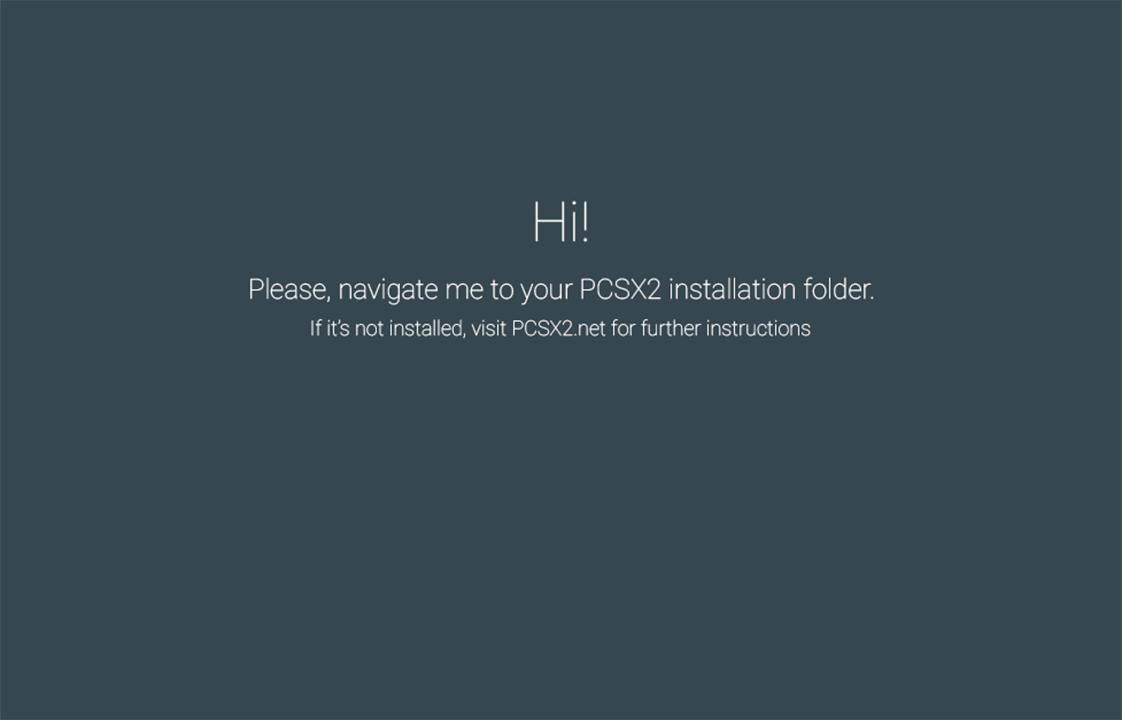 Hi!
Please, navigate me to your PCSX2 installation folder.
If it's not installed, visit PCSX2.net for further instructions